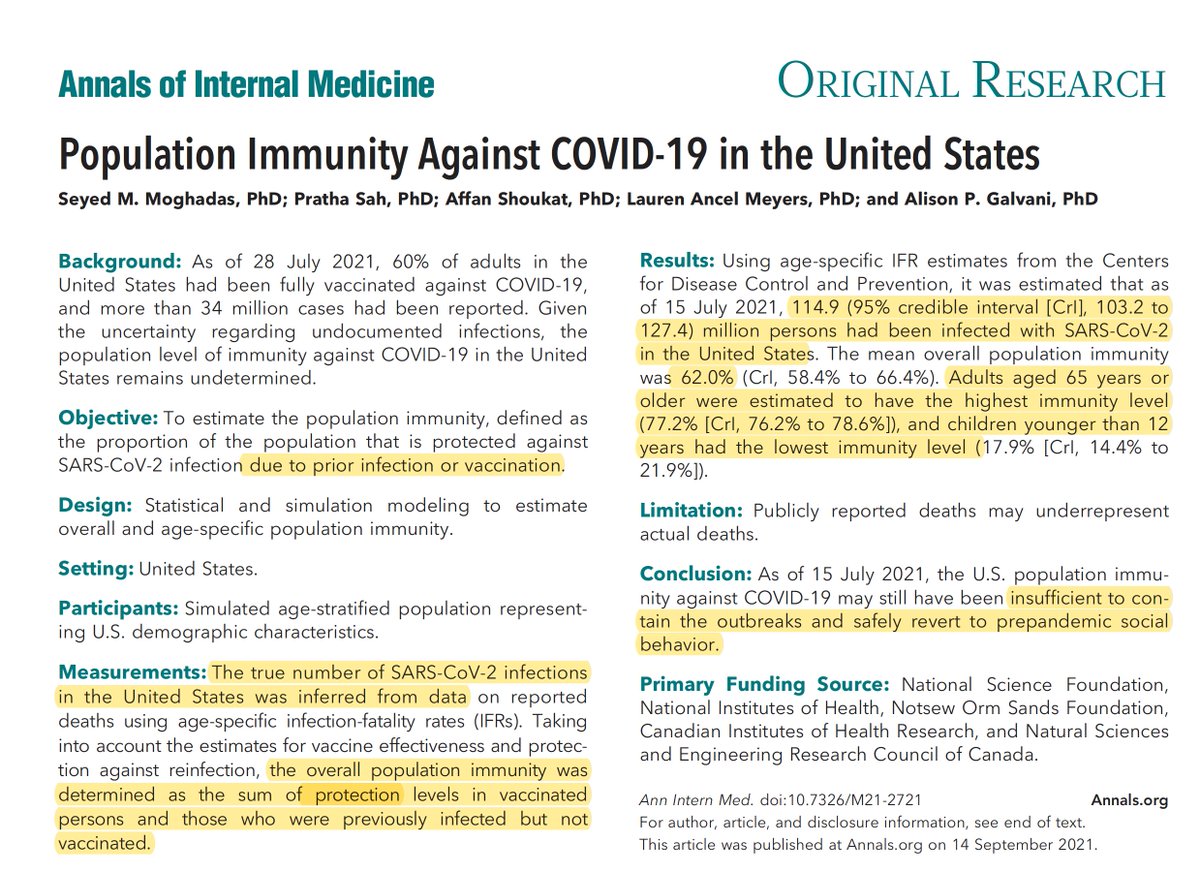 Annals of Internal Medicine
ORIGINAL RESEARCH
Population Immunity Against COVID-19 in the United States
Seyed M. Moghadas, PhD; Pratha Sah, PhD; Affan Shoukat, PhD; Lauren Ancel Meyers, PhD; and Alison P. Galvani, PhD
Background: As of 28 July 2021, 60% of adults in the
United States had been fully vaccinated against COVID-19,
and more than 34 million cases had been reported. Given
the uncertainty regarding undocumented infections, the
population level of immunity against COVID-19 in the United
States remains undetermined.
Objective: To estimate the population immunity, defined as
the proportion of the population that is protected against
SARS-CoV-2 infection due to prior infection or vaccination.
Design: Statistical and simulation modeling to estimate
overall and age-specific population immunity.
Setting: United States.
Participants: Simulated age-stratified population represent-
ing U.S. demographic characteristics.
Measurements: The true number of SARS-CoV-2 infections
in the United States was inferred from data on reported
deaths using age-specific infection-fatality rates (IFRs). Taking
into account the estimates for vaccine effectiveness and protec-
tion against reinfection, the overall population immunity was
determined as the sum of protection levels in vaccinated
persons and those who were previously infected but not
vaccinated.
Results: Using age-specific IFR estimates from the Centers
for Disease Control and Prevention, it was estimated that as
of 15 July 2021, 114.9 (95% credible interval [CrI], 103.2 to
127.4) million persons had been infected with SARS-CoV-2
in the United States. The mean overall population immunity
was 62.0% (CrI, 58.4% to 66.4%). Adults aged 65 years or
older were estimated to have the highest immunity level
(77.2% [CrI, 76.2% to 78.6%]), and children younger than 12
years had the lowest immunity level (17.9% [CrI, 14.4% to
21.9%]).
Limitation: Publicly reported deaths may underrepresent
actual deaths.
Conclusion: As of 15 July 2021, the U.S. population immu-
nity against COVID-19 may still have been insufficient to con-
tain the outbreaks and safely revert to prepandemic social
behavior.
Primary Funding Source: National Science Foundation,
National Institutes of Health, Notsew Orm Sands Foundation,
Canadian Institutes of Health Research, and Natural Sciences
and Engineering Research Council of Canada.
Ann Intern Med. doi:10.7326/M21-2721 Annals.org
For author, article, and disclosure information, see end of text.
This article was published at Annals.org on 14 September 2021.